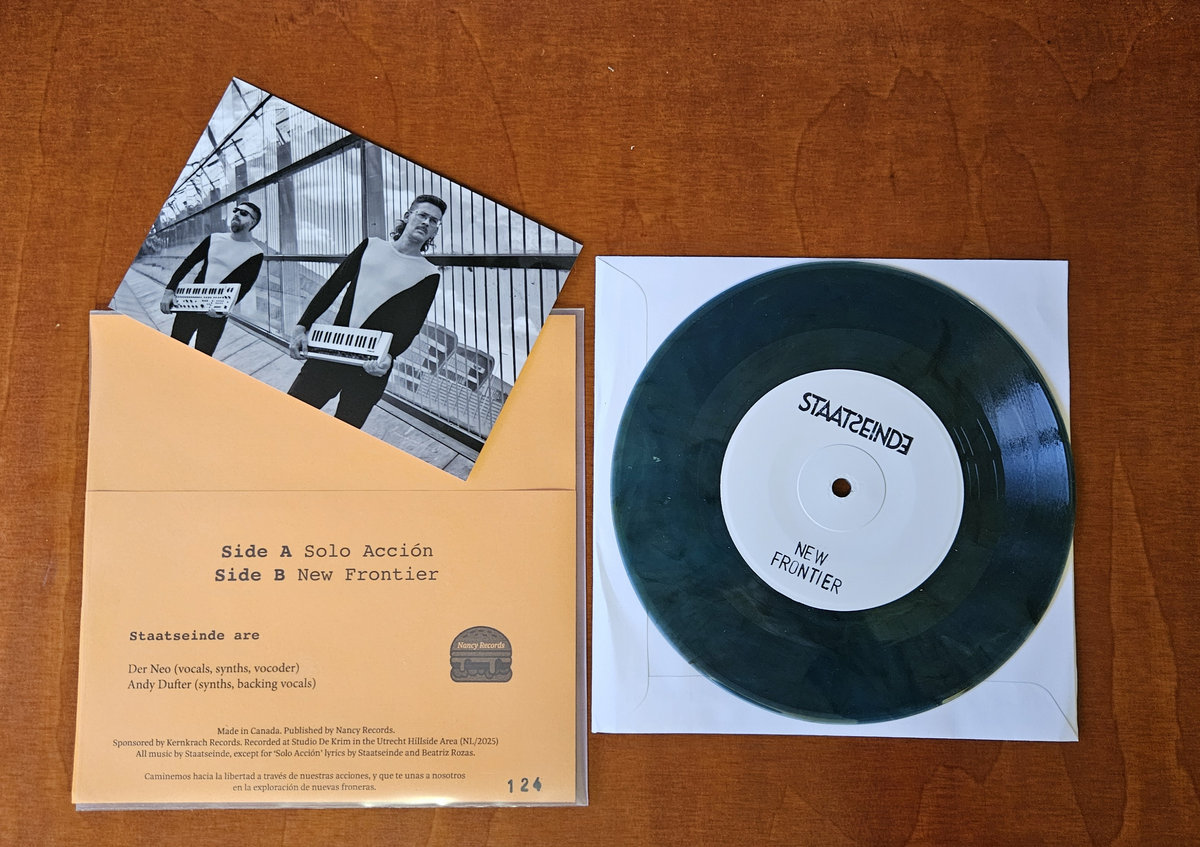 Side A Solo Acción
Side B New Frontier
Staatseinde are
Der Neo (vocals, synths, vocoder)
Andy Dufter (synths, backing vocals)
Nancy Records
Made in Canada. Published by Nancy Records.
Sponsored by Kernkrach Records. Recorded at Studio De Krim in the Utrecht Hillside Area (NL/2025)
All music by Staatseinde, except for ‘Solo Acción’ lyrics by Staatseinde and Beatriz Rozas.
Caminemos hacia la libertad a través de nuestras acciones, y que te unas a nosotros
en la exploración de nuevas froneras.
124
STAATSEINDE
NEW
FRONTIER